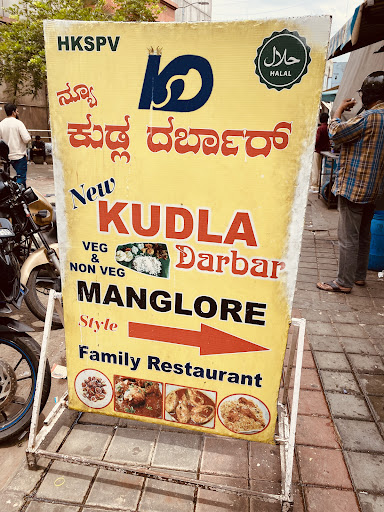 HKSPV
KD
حلال
HALAL
ನ್ಯೂ
ಕುಡ್ಲ ದರ್ಬಾರ್
New
KUDLA
VEG
&
NON VEG
Darbar
MANGLORE
Style
Family Restaurant